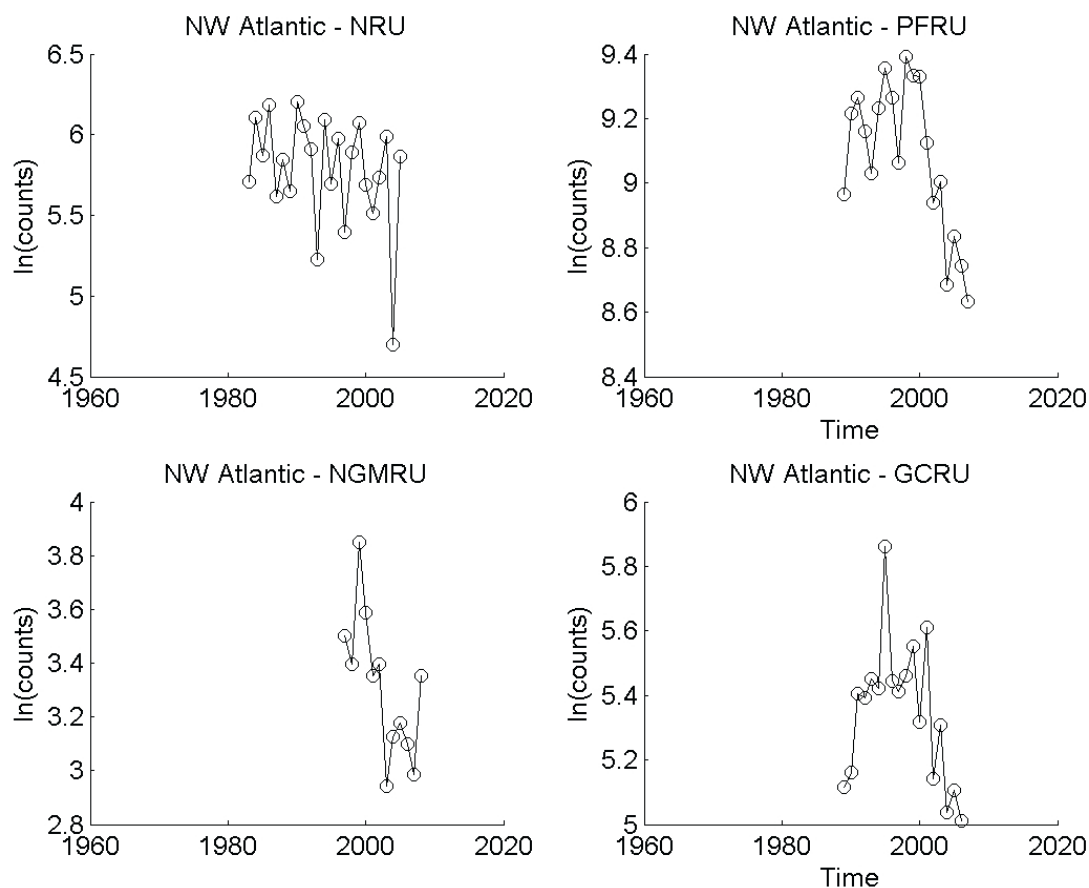 NW Atlantic - NRU
6.5
6
5.5
5
4.5
ln(counts)
1960 1980 2000 2020
NW Atlantic - PFRU
9.4
9.2
9
8.8
8.6
8.4
ln(counts)
1960 1980 2000 2020
Time
NW Atlantic - NGMRU
4
3.8
3.6
3.4
3.2
3
2.8
ln(counts)
1960 1980 2000 2020
NW Atlantic - GCRU
6
5.8
5.6
5.4
5.2
5
ln(counts)
1960 1980 2000 2020
Time